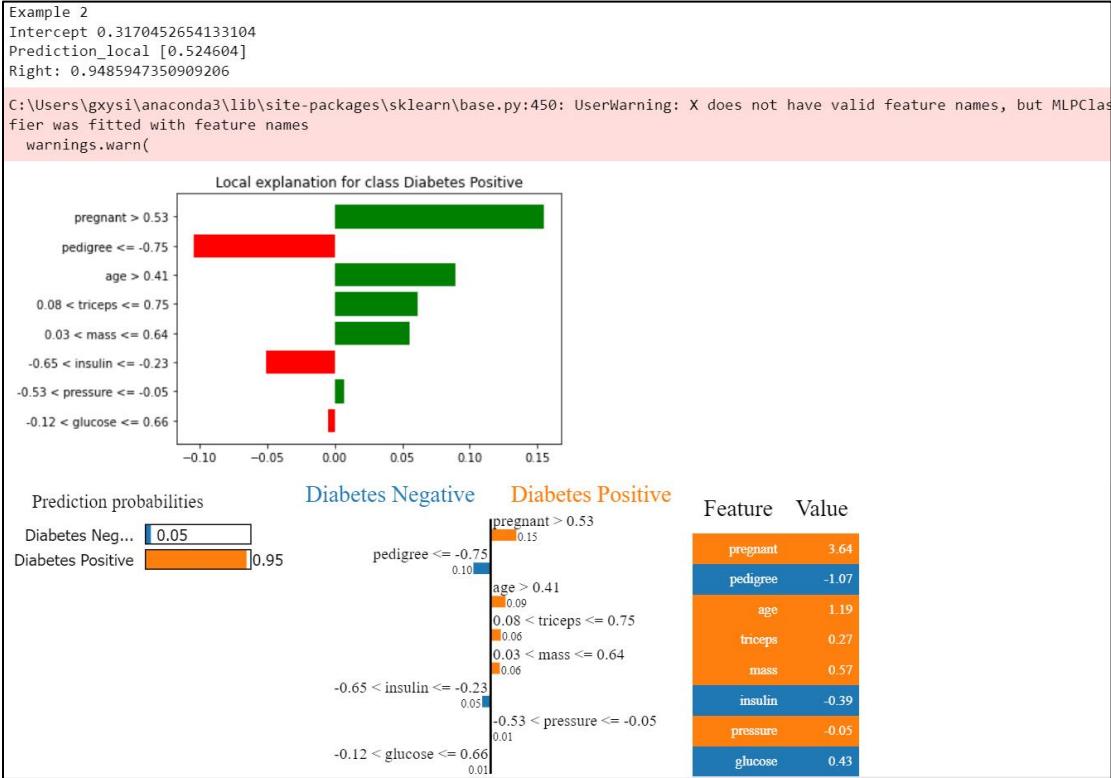 Example 2
Intercept 0.3170452654133104
Prediction_local [0.524604]
Right: 0.9485947350909206
C:\Users\gxysi\anaconda3\lib\site-packages\sklearn\base.py:450: UserWarning: X does not have valid feature names, but MLPClas
fier was fitted with feature names
warnings.warn(
Local explanation for class Diabetes Positive
pregnant > 0.53
pedigree <= -0.75
age > 0.41
0.08 < triceps <= 0.75
0.03 < mass <= 0.64
-0.65 < insulin <= -0.23
-0.53 < pressure <= -0.05
-0.12 < glucose <= 0.66
−0.10 −0.05 0.00 0.05 0.10 0.15
Prediction probabilities
Diabetes Neg... 0.05
Diabetes Positive 0.95
Diabetes Negative Diabetes Positive
pregnant > 0.53
0.15
pedigree <= -0.75
0.10
age > 0.41
0.09
0.08 < triceps <= 0.75
0.06
0.03 < mass <= 0.64
0.06
-0.65 < insulin <= -0.23
0.05
-0.53 < pressure <= -0.05
0.01
-0.12 < glucose <= 0.66
0.01
Feature Value
pregnant 3.64
pedigree -1.07
age 1.19
triceps 0.27
mass 0.57
insulin -0.39
pressure -0.05
glucose 0.43